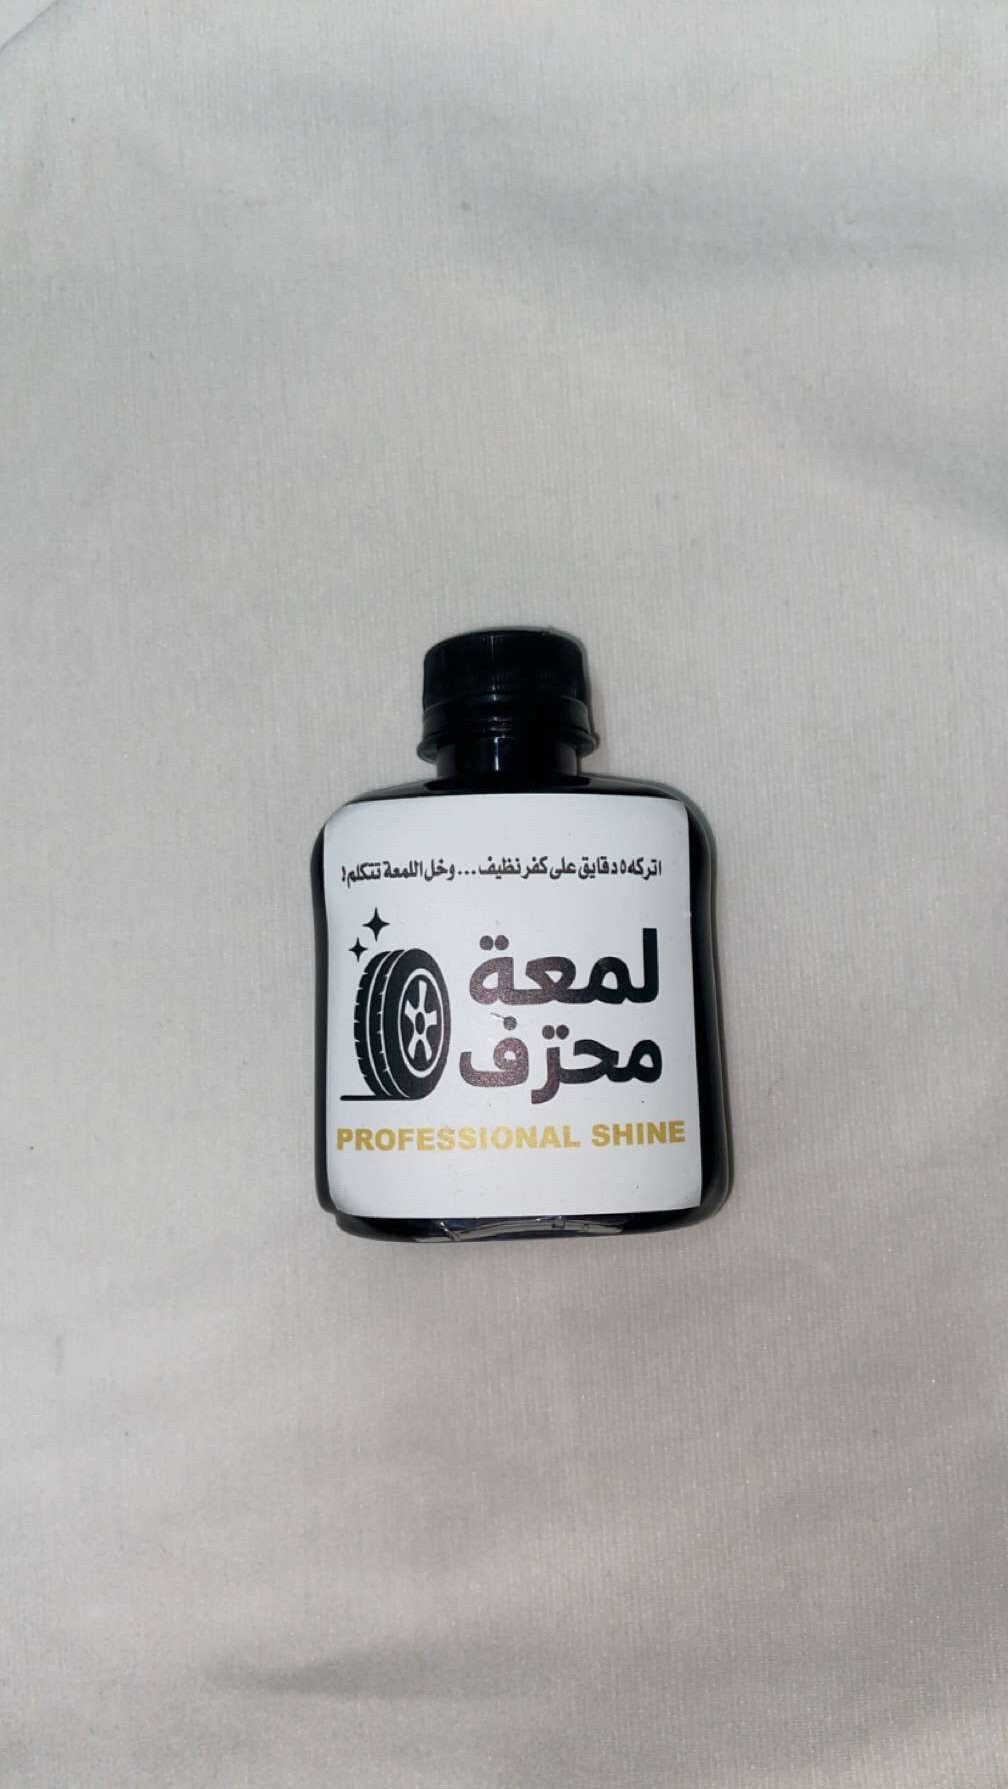 اتركه ٥ دقايق على كفر نظيف... وخل اللمعة تتكلم!
لمعة
محترف
PROFESSIONAL SHINE